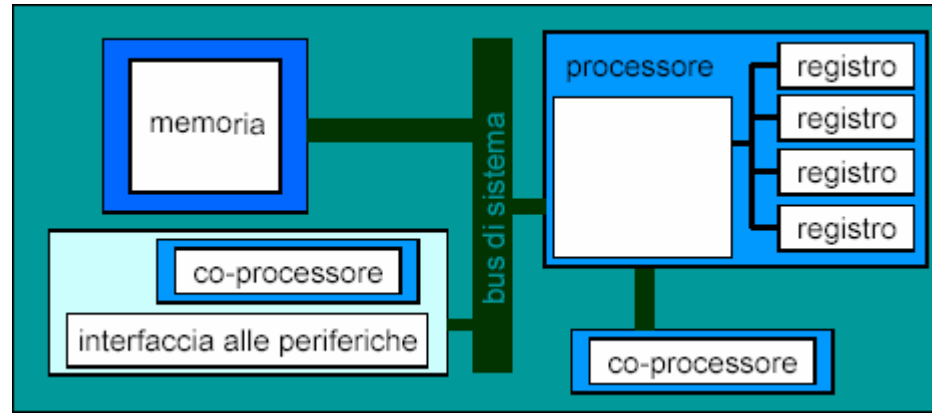 memoria
bus di sistema
processore
registro
registro
registro
registro
co-processore
interfaccia alle periferiche
co-processore